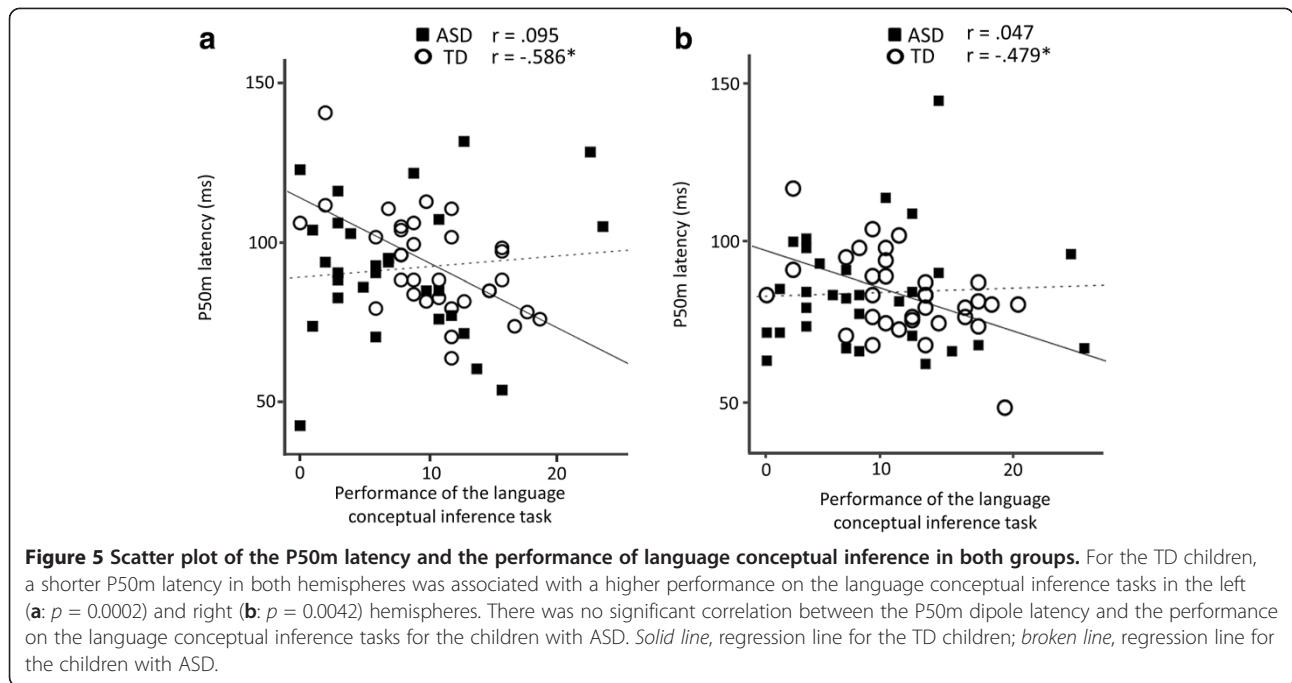 a
■ ASD r = .095
○ TD r = -.586*
150
100
50
P50m latency (ms)
0 10 20
Performance of the language
conceptual inference task
b
■ ASD r = .047
○ TD r = -.479*
150
100
50
P50m latency (ms)
0 10 20
Performance of the language
conceptual inference task
Figure 5 Scatter plot of the P50m latency and the performance of language conceptual inference in both groups. For the TD children,
a shorter P50m latency in both hemispheres was associated with a higher performance on the language conceptual inference tasks in the left
(a: p = 0.0002) and right (b: p = 0.0042) hemispheres. There was no significant correlation between the P50m dipole latency and the performance
on the language conceptual inference tasks for the children with ASD. Solid line, regression line for the TD children; broken line, regression line for
the children with ASD.